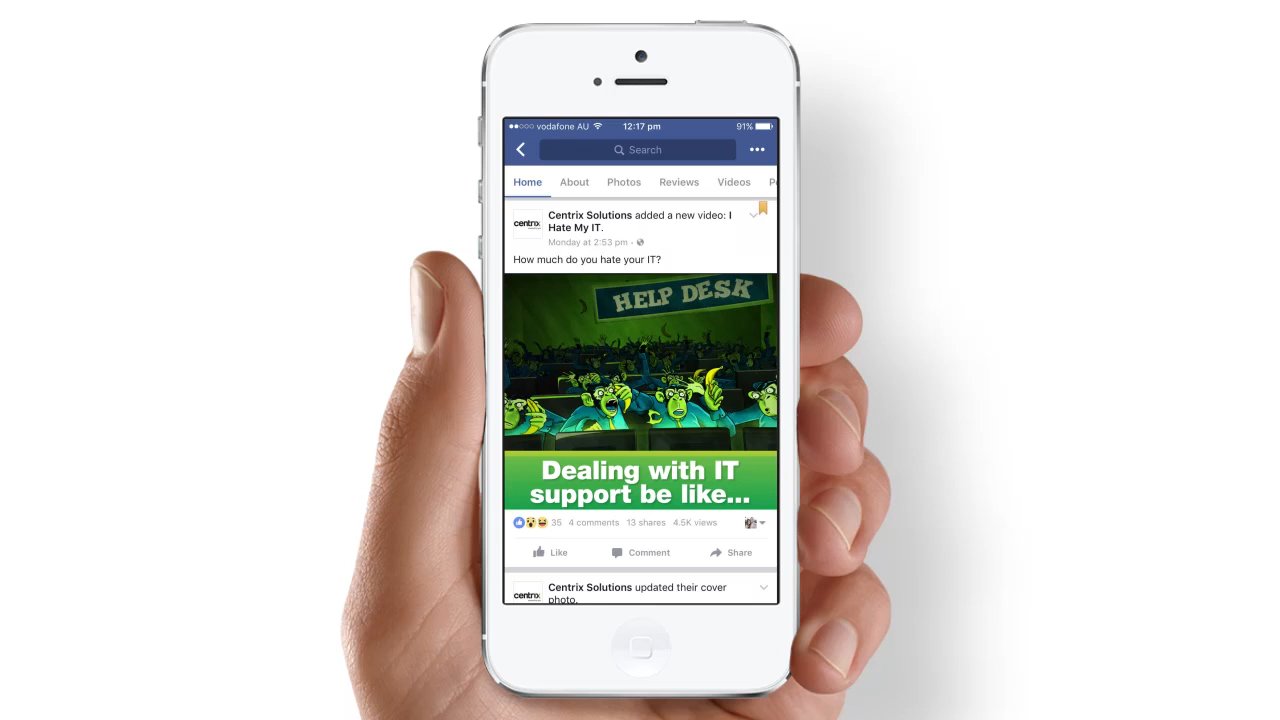 vodafone AU
12:17 pm
91%
Search
Home About Photos Reviews Videos
centrix
Centrix Solutions added a new video: I
Hate My IT.
Monday at 2:53 pm
How much do you hate your IT?
HELP DESK
Dealing with IT
support be like...
35 4 comments 13 shares 4.5K views
Like Comment Share
centrix
Centrix Solutions updated their cover
photo.